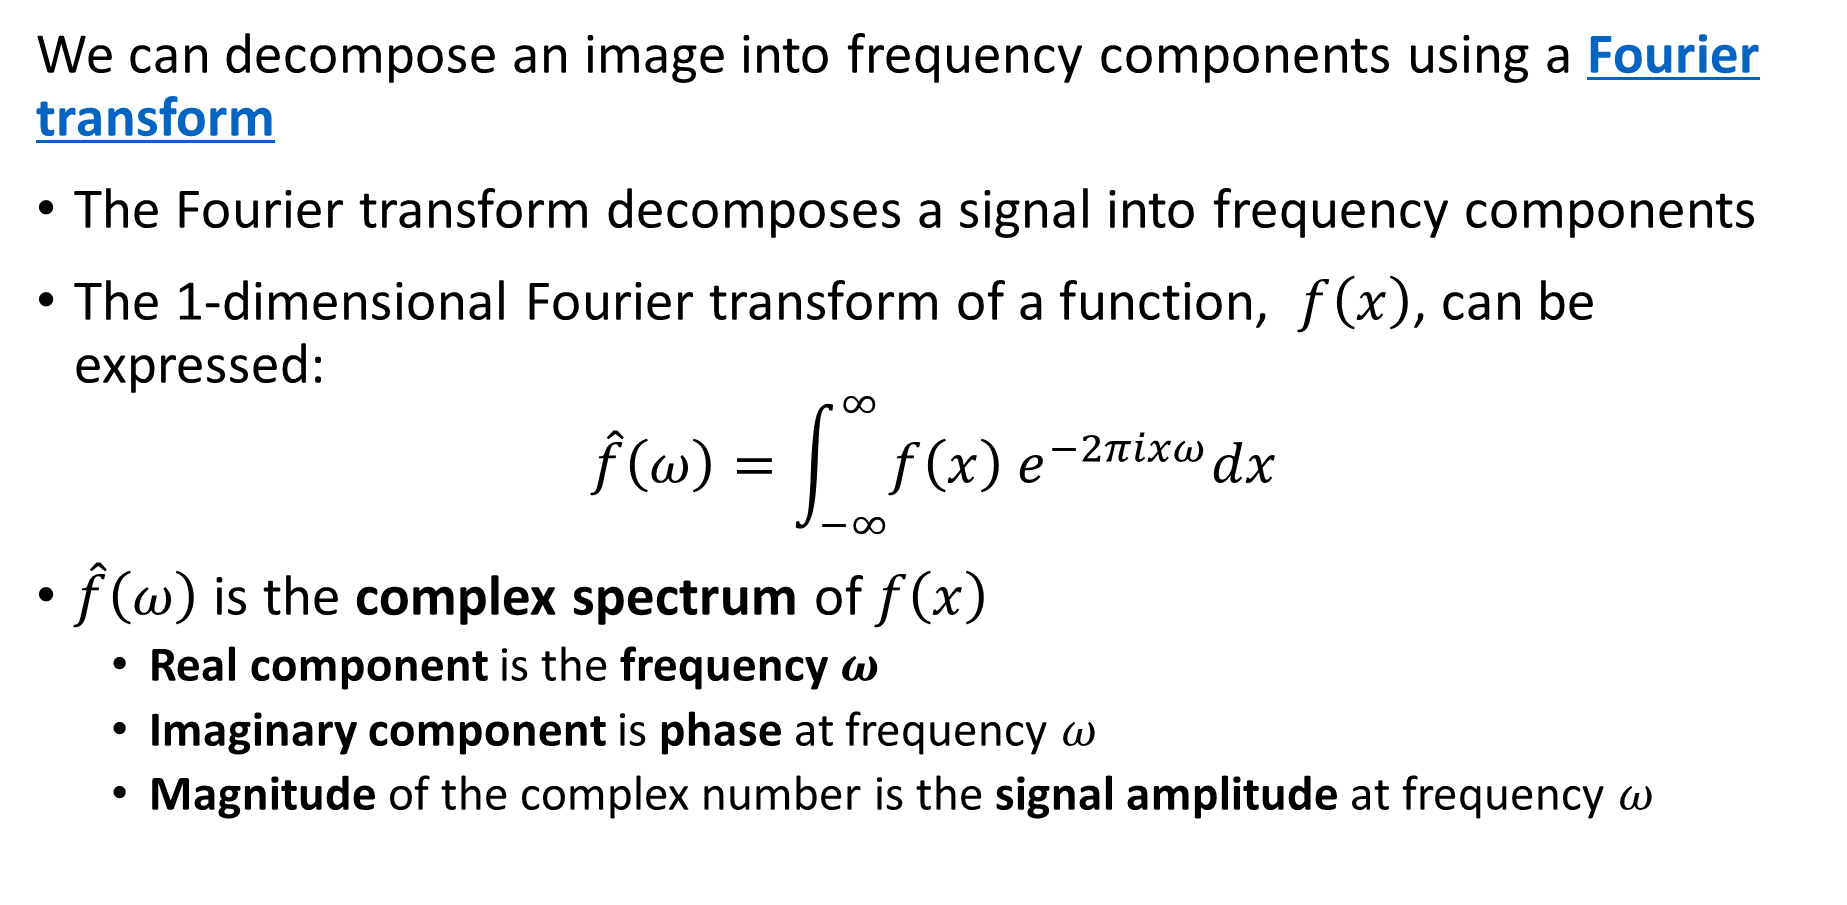 We can decompose an image into frequency components using a Fourier
transform
• The Fourier transform decomposes a signal into frequency components
• The 1-dimensional Fourier transform of a function, f(x), can be
expressed:
f̂(ω) = ∫_{−∞}^{∞} f(x) e^{−2πixω} dx
• f̂(ω) is the complex spectrum of f(x)
• Real component is the frequency ω
• Imaginary component is phase at frequency ω
• Magnitude of the complex number is the signal amplitude at frequency ω